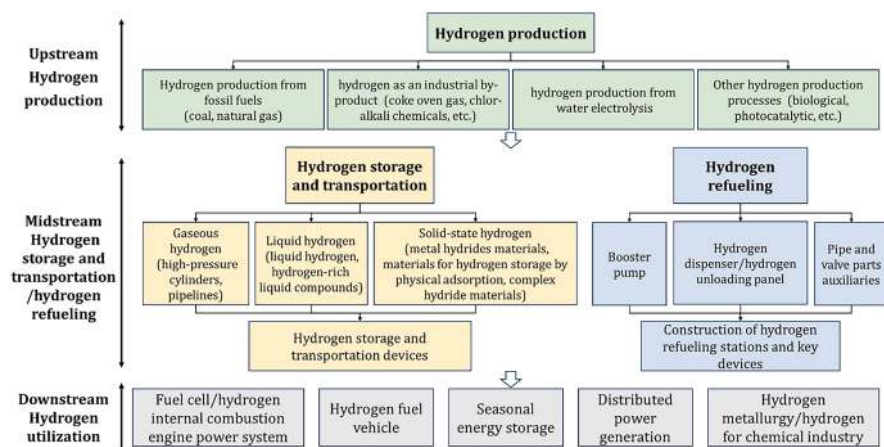 Upstream
Hydrogen
production
Hydrogen production
Hydrogen production from
fossil fuels
(coal, natural gas)
hydrogen as an industrial by-
product (coke oven gas, chlor-
alkali chemicals, etc.)
hydrogen production from
water electrolysis
Other hydrogen production
processes (biological,
photocatalytic, etc.)
Midstream
Hydrogen
storage and
transportation
/hydrogen
refueling
Hydrogen storage
and transportation
Gaseous
hydrogen
(high-pressure
cylinders,
pipelines)
Liquid hydrogen
(liquid hydrogen,
hydrogen-rich
liquid compounds)
Solid-state hydrogen
(metal hydrides materials,
materials for hydrogen storage by
physical adsorption, complex
hydride materials)
Hydrogen storage and
transportation devices
Hydrogen
refueling
Booster
pump
Hydrogen
dispenser/hydrogen
unloading panel
Pipe and
valve parts
auxiliaries
Construction of hydrogen
refueling stations and key
devices
Downstream
Hydrogen
utilization
Fuel cell/hydrogen
internal combustion
engine power system
Hydrogen fuel
vehicle
Seasonal
energy storage
Distributed
power
generation
Hydrogen
metallurgy/hydrogen
for chemical industry